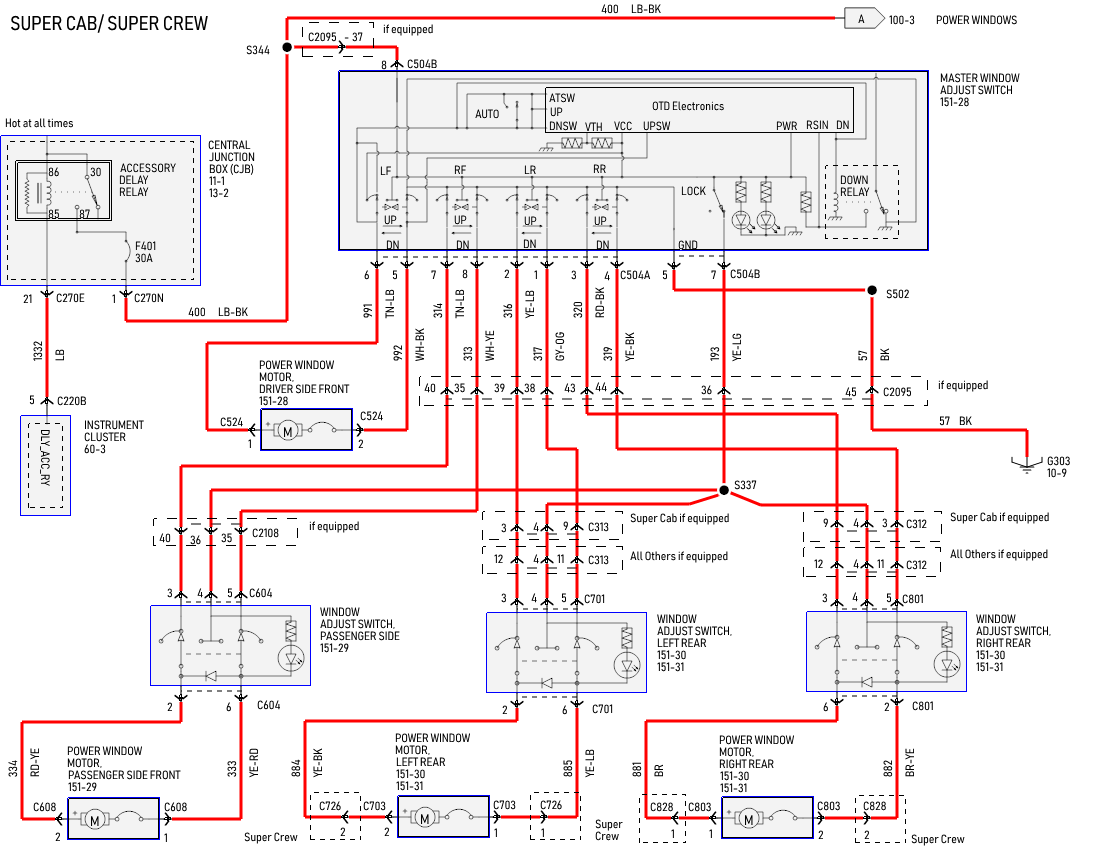 SUPER CAB/ SUPER CREW
400 LB-BK
A
100-3
POWER WINDOWS
S344
C2095 - 37
if equipped
8
C504B
MASTER WINDOW
ADJUST SWITCH
151-28
ATSW
UP
AUTO
OTD Electronics
DNSW
VTH
VCC
UPSW
PWR
RSIN
DN
LF
RF
LR
RR
LOCK
DOWN
RELAY
UP
UP
UP
UP
DN
DN
DN
DN
GND
Hot at all times
86
30
85
87
ACCESSORY
DELAY
RELAY
F401
30A
CENTRAL
JUNCTION
BOX (CJB)
11-1
13-2
21
C270E
1
C270N
400 LB-BK
6
5
7
8
2
1
3
4
C504A
5
7
C504B
S502
991
TN-LB
992
WH-BK
314
TN-LB
313
WH-YE
316
YE-LB
317
GY-OG
320
RD-BK
319
YE-BK
193
YE-LG
57
BK
1332
LB
5
C220B
DLY_ACC_RY
INSTRUMENT
CLUSTER
60-3
POWER WINDOW
MOTOR,
DRIVER SIDE FRONT
151-28
C524
1
+
M
C524
2
40
35
39
38
43
44
36
45
C2095
if equipped
57 BK
G303
10-9
S337
40
36
35
C2108
if equipped
3
4
9
C313
Super Cab if equipped
12
4
11
C313
All Others if equipped
9
4
3
C312
Super Cab if equipped
12
4
11
C312
All Others if equipped
3
4
5
C604
WINDOW
ADJUST SWITCH,
PASSENGER SIDE
151-29
2
6
C604
3
4
5
C701
WINDOW
ADJUST SWITCH,
LEFT REAR
151-30
151-31
2
6
C701
3
4
5
C801
WINDOW
ADJUST SWITCH,
RIGHT REAR
151-30
151-31
6
2
C801
334
RD-YE
POWER WINDOW
MOTOR,
PASSENGER SIDE FRONT
151-29
333
YE-RD
C608
2
+
M
C608
1
884
YE-BK
POWER WINDOW
MOTOR,
LEFT REAR
151-30
151-31
885
YE-LB
C726
2
C703
2
+
M
C703
1
C726
1
Super Crew
Super
Crew
881
BR
POWER WINDOW
MOTOR,
RIGHT REAR
151-30
151-31
882
BR-YE
C828
1
C803
1
+
M
C803
2
C828
2
Super Crew